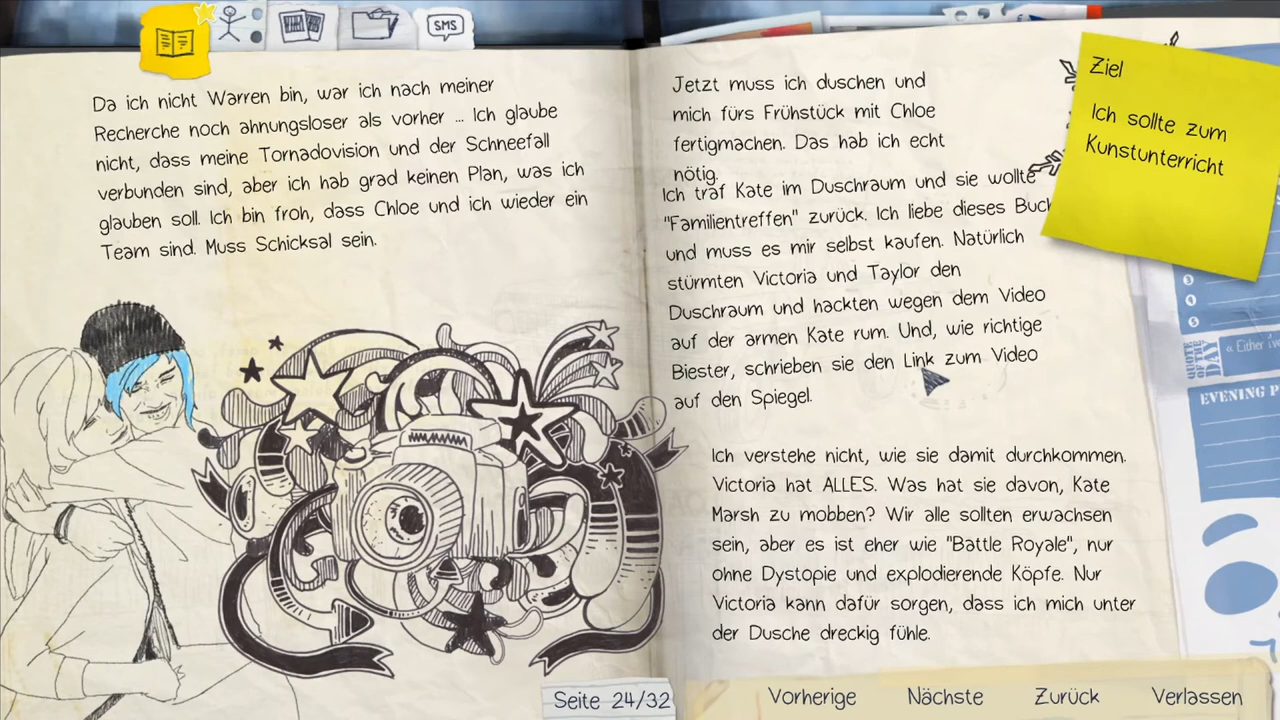 SMS
Da ich nicht Warren bin, war ich nach meiner
Recherche noch ahnungsloser als vorher ... Ich glaube
nicht, dass meine Tornadovision und der Schneefall
verbunden sind, aber ich hab grad keinen Plan, was ich
glauben soll. Ich bin froh, dass Chloe und ich wieder ein
Team sind. Muss Schicksal sein.
Jetzt muss ich duschen und
mich fürs Frühstück mit Chloe
fertigmachen. Das hab ich echt
nötig.
Ich traf Kate im Duschraum und sie wollte
"Familientreffen" zurück. Ich liebe dieses Buch
und muss es mir selbst kaufen. Natürlich
stürmten Victoria und Taylor den
Duschraum und hackten wegen dem Video
auf der armen Kate rum. Und, wie richtige
Biester, schrieben sie den Link zum Video
auf den Spiegel.
Ich verstehe nicht, wie sie damit durchkommen.
Victoria hat ALLES. Was hat sie davon, Kate
Marsh zu mobben? Wir alle sollten erwachsen
sein, aber es ist eher wie "Battle Royale", nur
ohne Dystopie und explodierende Köpfe. Nur
Victoria kann dafür sorgen, dass ich mich unter
der Dusche dreckig fühle.
Ziel
Ich sollte zum
Kunstunterricht
3
4
5
QUOTE OF THE DAY
« Either
EVENING P
Seite 24/32
Vorherige
Nächste
Zurück
Verlassen